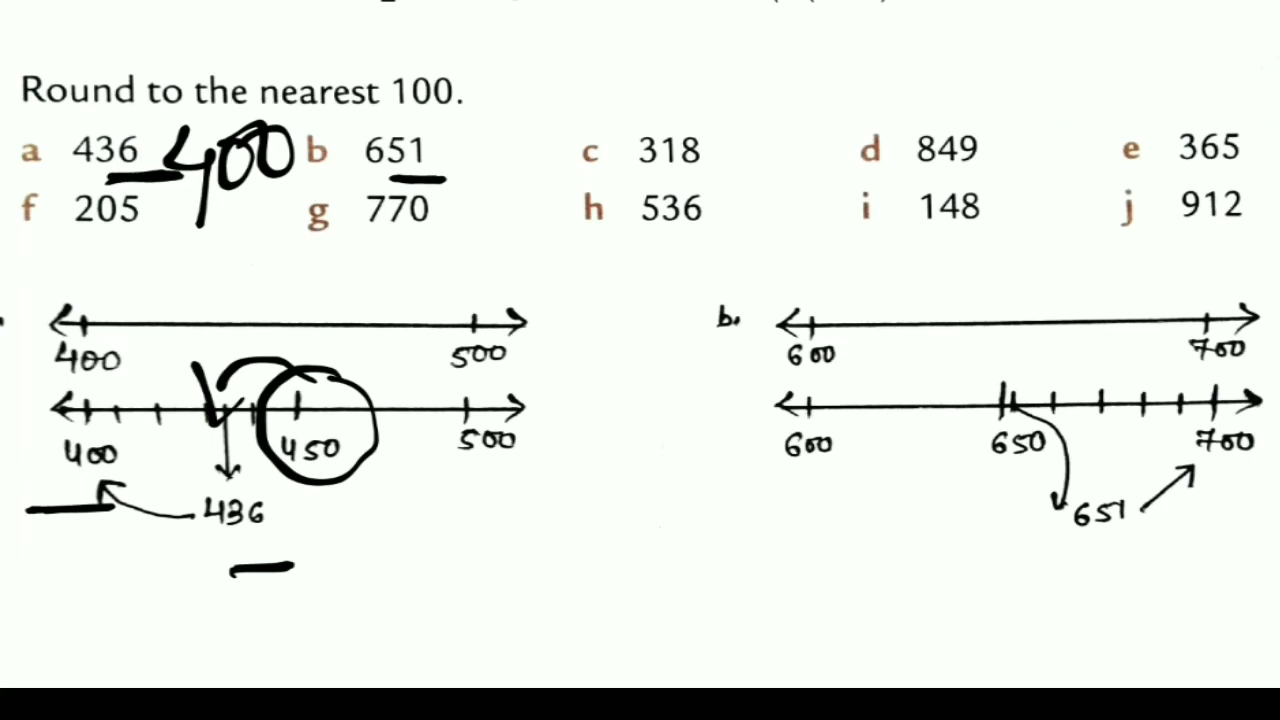 Round to the nearest 100.
a 436 400 b 651 c 318 d 849 e 365
f 205 g 770 h 536 i 148 j 912
b.
400 500 600 700
400 450 500 600 650 700
436 651